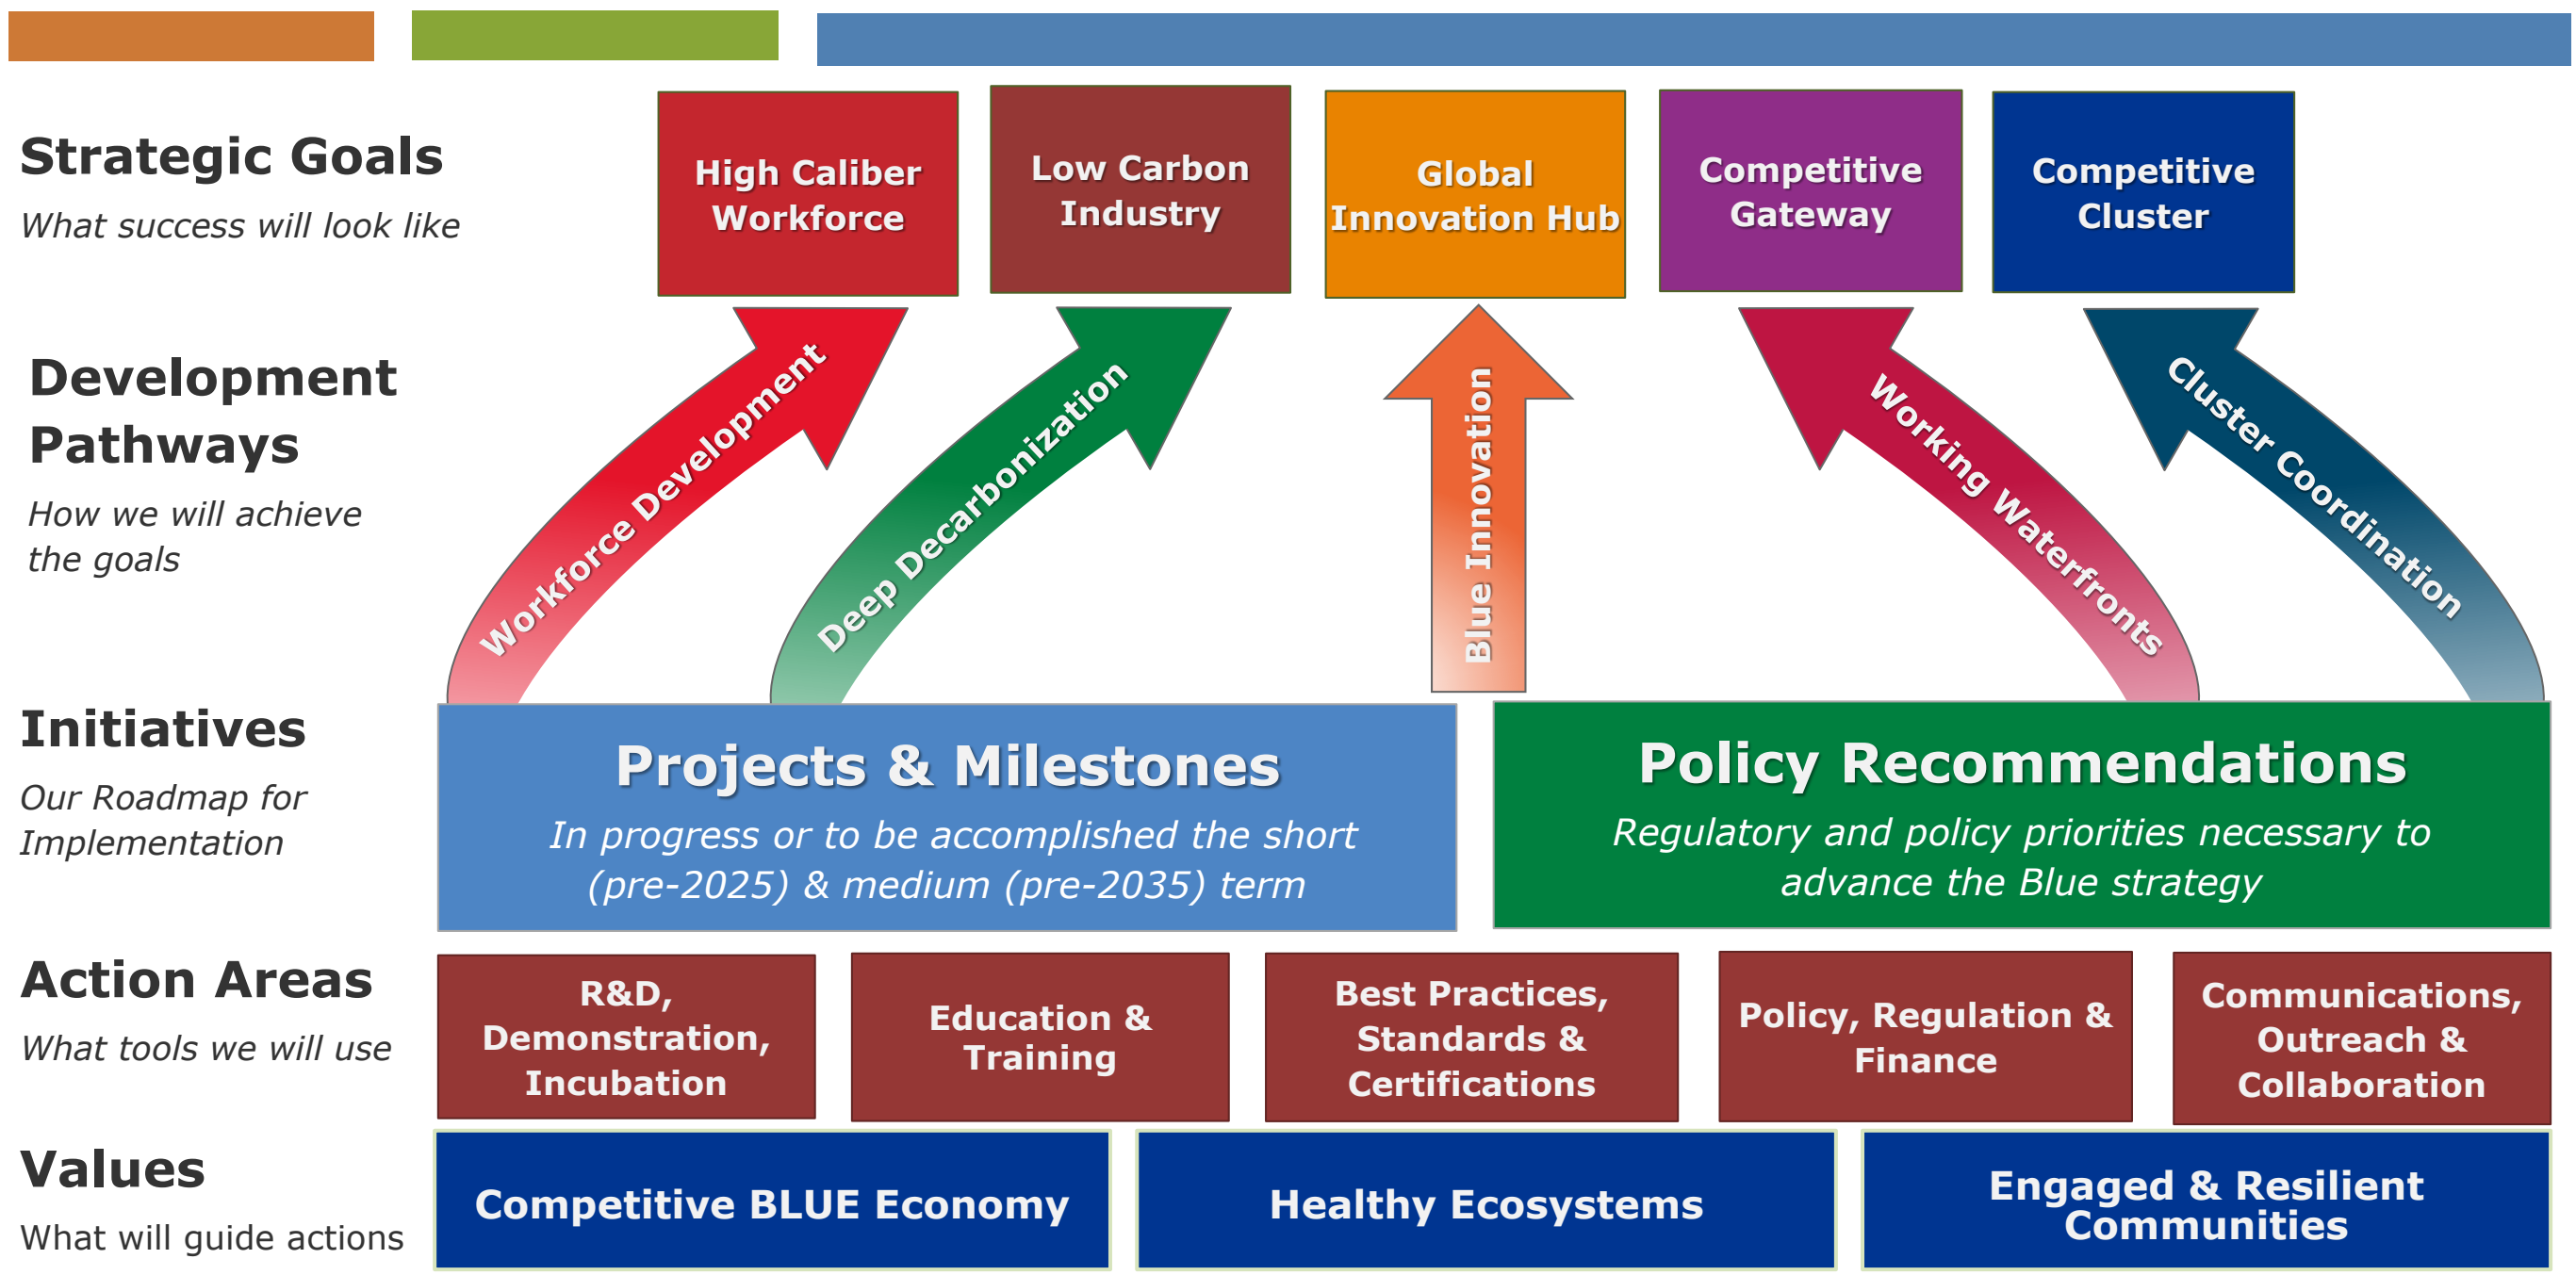 Strategic Goals
What success will look like
High Caliber
Workforce
Low Carbon
Industry
Global
Innovation Hub
Competitive
Gateway
Competitive
Cluster
Development
Pathways
How we will achieve
the goals
Workforce Development
Deep Decarbonization
Blue Innovation
Working Waterfronts
Cluster Coordination
Initiatives
Our Roadmap for
Implementation
Projects & Milestones
In progress or to be accomplished the short
(pre-2025) & medium (pre-2035) term
Policy Recommendations
Regulatory and policy priorities necessary to
advance the Blue strategy
Action Areas
What tools we will use
R&D,
Demonstration,
Incubation
Education &
Training
Best Practices,
Standards &
Certifications
Policy, Regulation &
Finance
Communications,
Outreach &
Collaboration
Values
What will guide actions
Competitive BLUE Economy
Healthy Ecosystems
Engaged & Resilient
Communities